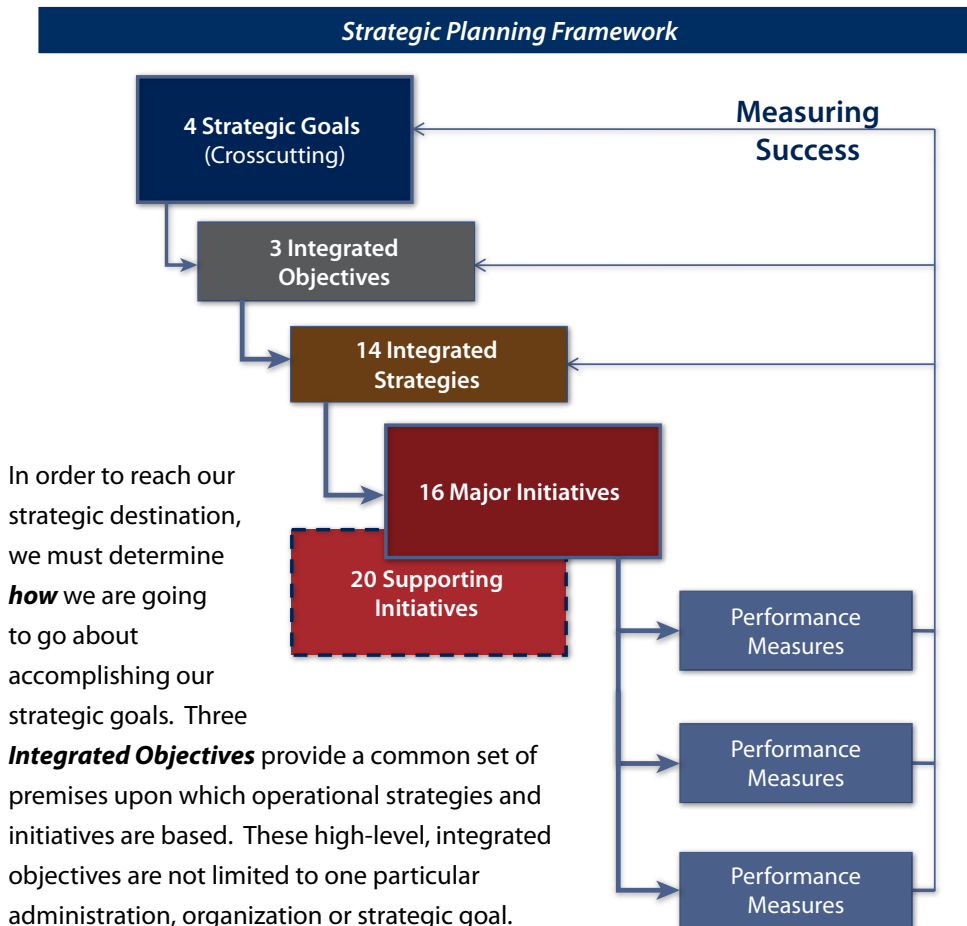 Strategic Planning Framework
4 Strategic Goals
(Crosscutting)
Measuring
Success
3 Integrated
Objectives
14 Integrated
Strategies
16 Major Initiatives
20 Supporting
Initiatives
Performance
Measures
Performance
Measures
Performance
Measures
In order to reach our
strategic destination,
we must determine
how we are going
to go about
accomplishing our
strategic goals.  Three
Integrated Objectives provide a common set of
premises upon which operational strategies and
initiatives are based.  These high-level, integrated
objectives are not limited to one particular
administration, organization or strategic goal.